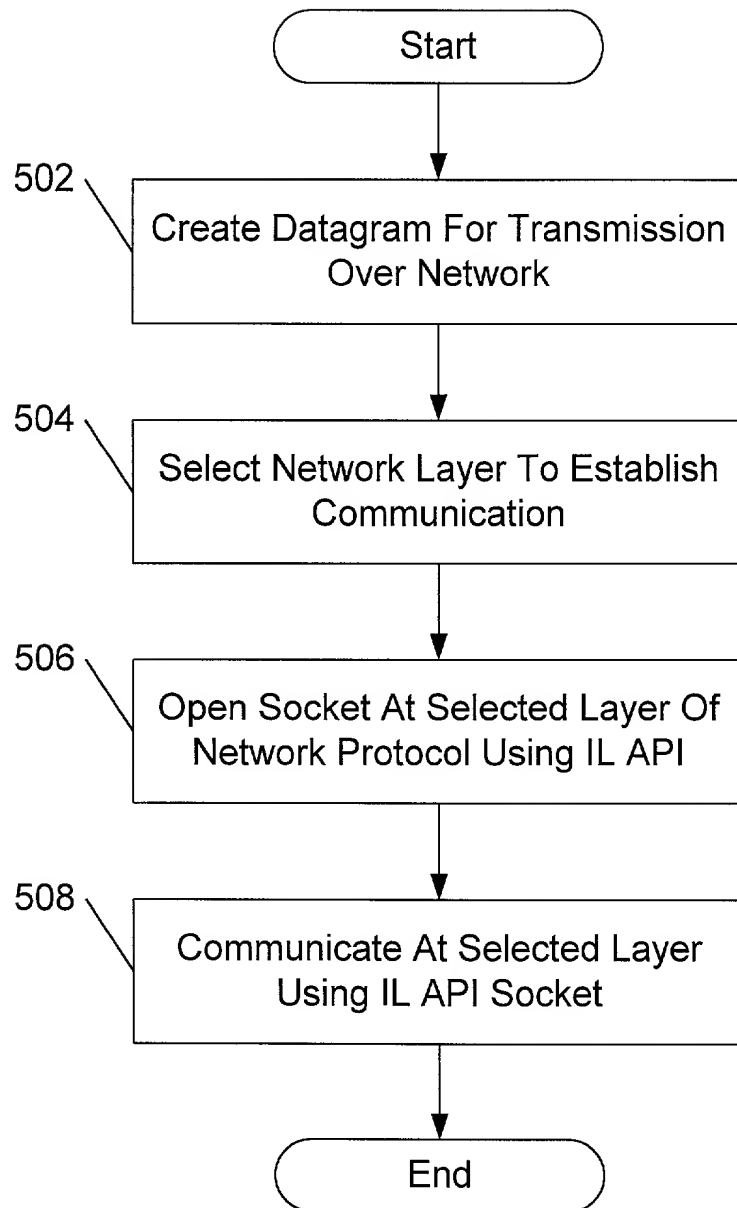 Start
502
Create Datagram For Transmission
Over Network
504
Select Network Layer To Establish
Communication
506
Open Socket At Selected Layer Of
Network Protocol Using IL API
508
Communicate At Selected Layer
Using IL API Socket
End